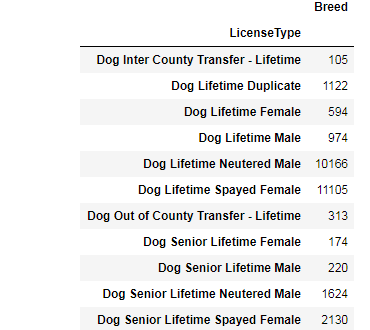 Breed
LicenseType
Dog Inter County Transfer - Lifetime 105
Dog Lifetime Duplicate 1122
Dog Lifetime Female 594
Dog Lifetime Male 974
Dog Lifetime Neutered Male 10166
Dog Lifetime Spayed Female 11105
Dog Out of County Transfer - Lifetime 313
Dog Senior Lifetime Female 174
Dog Senior Lifetime Male 220
Dog Senior Lifetime Neutered Male 1624
Dog Senior Lifetime Spayed Female 2130